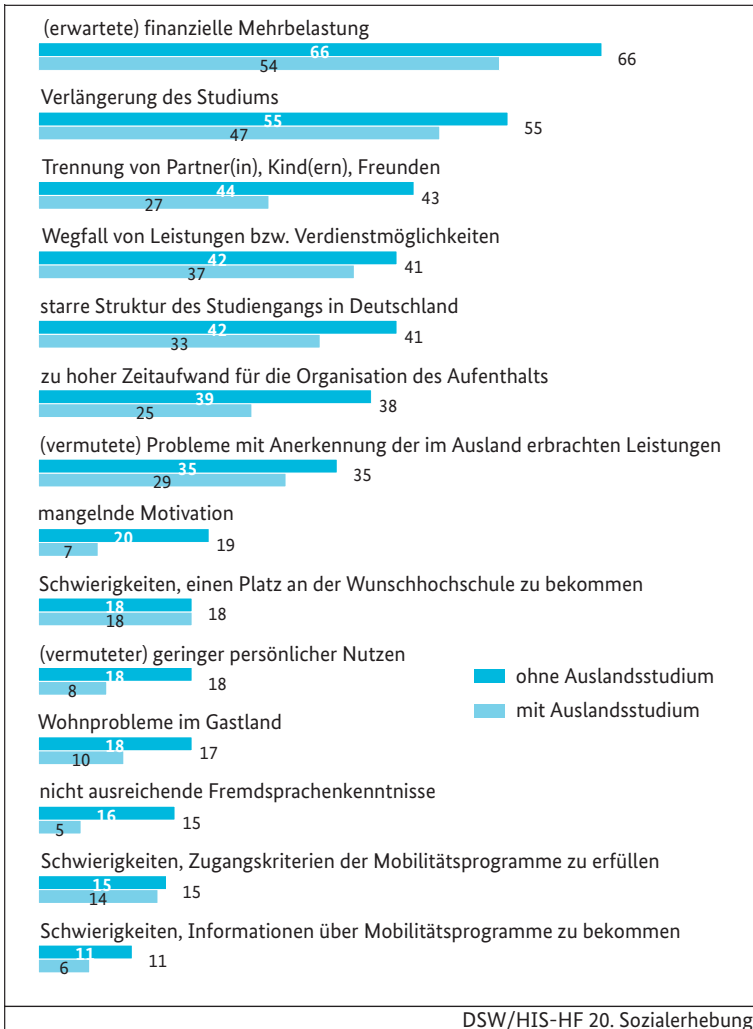 (erwartete) finanzielle Mehrbelastung
66
54
66
Verlängerung des Studiums
55
47
55
Trennung von Partner(in), Kind(ern), Freunden
44
27
43
Wegfall von Leistungen bzw. Verdienstmöglichkeiten
42
37
41
starre Struktur des Studiengangs in Deutschland
42
33
41
zu hoher Zeitaufwand für die Organisation des Aufenthalts
39
25
38
(vermutete) Probleme mit Anerkennung der im Ausland erbrachten Leistungen
35
29
35
mangelnde Motivation
20
7
19
Schwierigkeiten, einen Platz an der Wunschhochschule zu bekommen
18
18
18
(vermuteter) geringer persönlicher Nutzen
18
8
18
ohne Auslandsstudium
mit Auslandsstudium
Wohnprobleme im Gastland
18
10
17
nicht ausreichende Fremdsprachenkenntnisse
16
5
15
Schwierigkeiten, Zugangskriterien der Mobilitätsprogramme zu erfüllen
15
14
15
Schwierigkeiten, Informationen über Mobilitätsprogramme zu bekommen
11
6
11
DSW/HIS-HF 20. Sozialerhebung